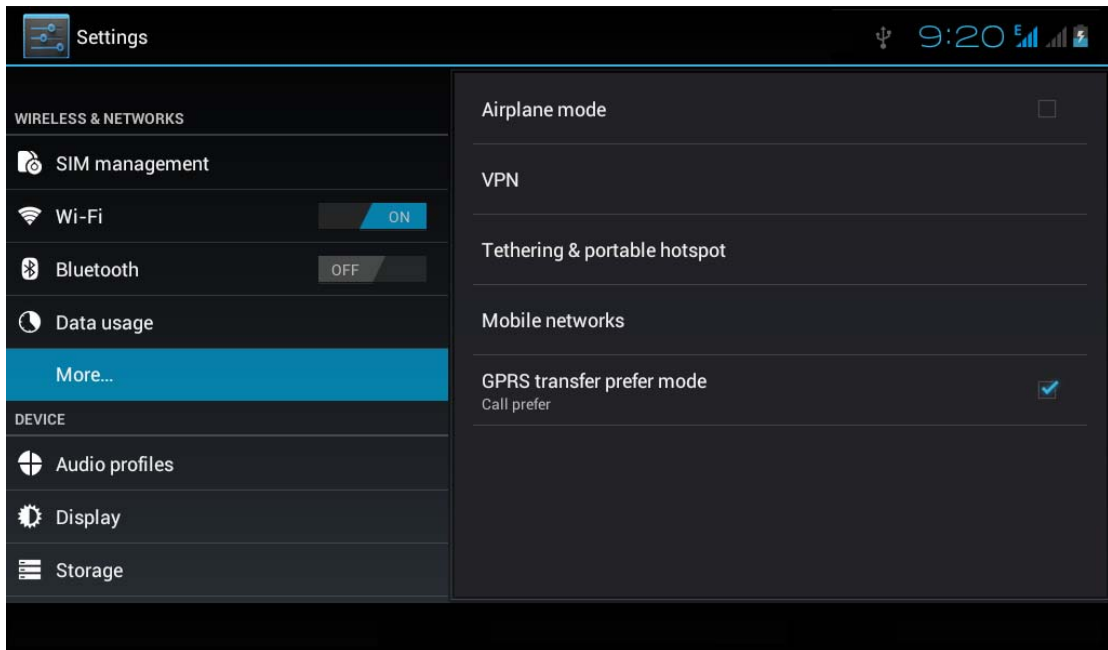 Settings
9:20
E
WIRELESS & NETWORKS
SIM management
Wi-Fi
ON
Bluetooth
OFF
Data usage
More...
DEVICE
Audio profiles
Display
Storage
Airplane mode
VPN
Tethering & portable hotspot
Mobile networks
GPRS transfer prefer mode
Call prefer